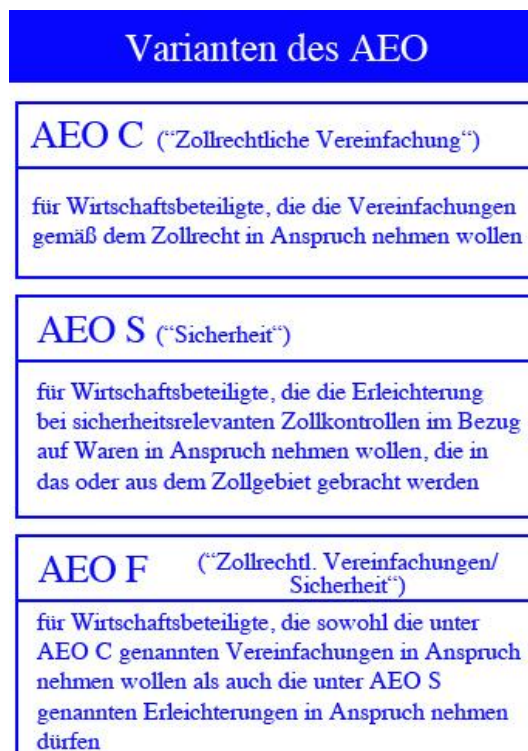 Varianten des AEO
AEO C (“Zollrechtliche Vereinfachung“)
für Wirtschaftsbeteiligte, die die Vereinfachungen
gemäß dem Zollrecht in Anspruch nehmen wollen
AEO S (“Sicherheit“)
für Wirtschaftsbeteiligte, die die Erleichterung
bei sicherheitsrelevanten Zollkontrollen im Bezug
auf Waren in Anspruch nehmen wollen, die in
das oder aus dem Zollgebiet gebracht werden
AEO F (“Zollrechtl. Vereinfachungen/
Sicherheit“)
für Wirtschaftsbeteiligte, die sowohl die unter
AEO C genannten Vereinfachungen in Anspruch
nehmen wollen als auch die unter AEO S
genannten Erleichterungen in Anspruch nehmen
dürfen